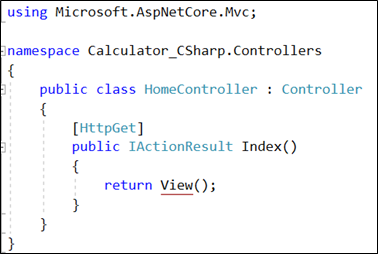 using Microsoft.AspNetCore.Mvc;
namespace Calculator_CSharp.Controllers
{
    public class HomeController : Controller
    {
        [HttpGet]
        public IActionResult Index()
        {
            return View();
        }
    }
}